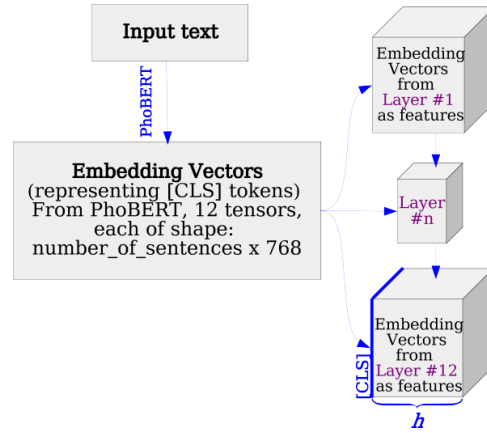 Input text
PhoBERT
Embedding Vectors
(representing [CLS] tokens)
From PhoBERT, 12 tensors,
each of shape:
number_of_sentences x 768
Embedding
Vectors
from
Layer #1
as features
Layer
#n
Embedding
Vectors
from
Layer #12
as features
[CLS]
h